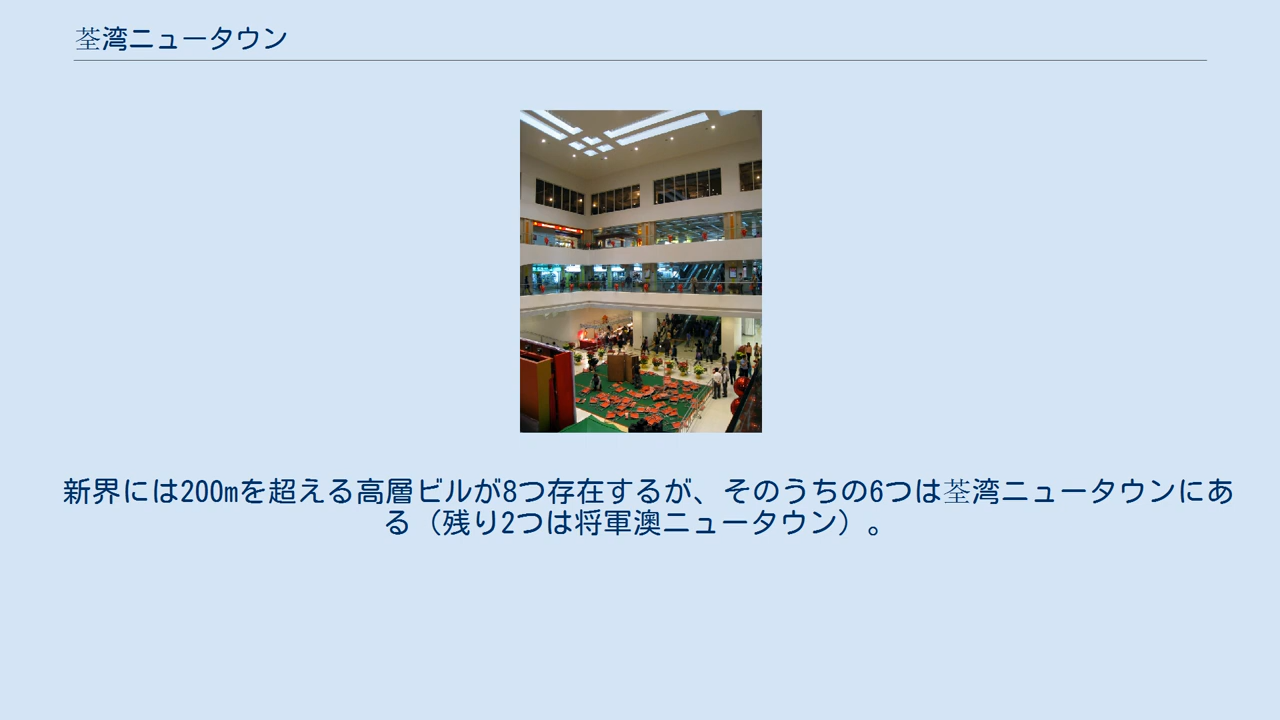 荃湾ニュータウン
新界には200mを超える高層ビルが8つ存在するが、そのうちの6つは荃湾ニュータウンにあ
る（残り2つは将軍澳ニュータウン）。